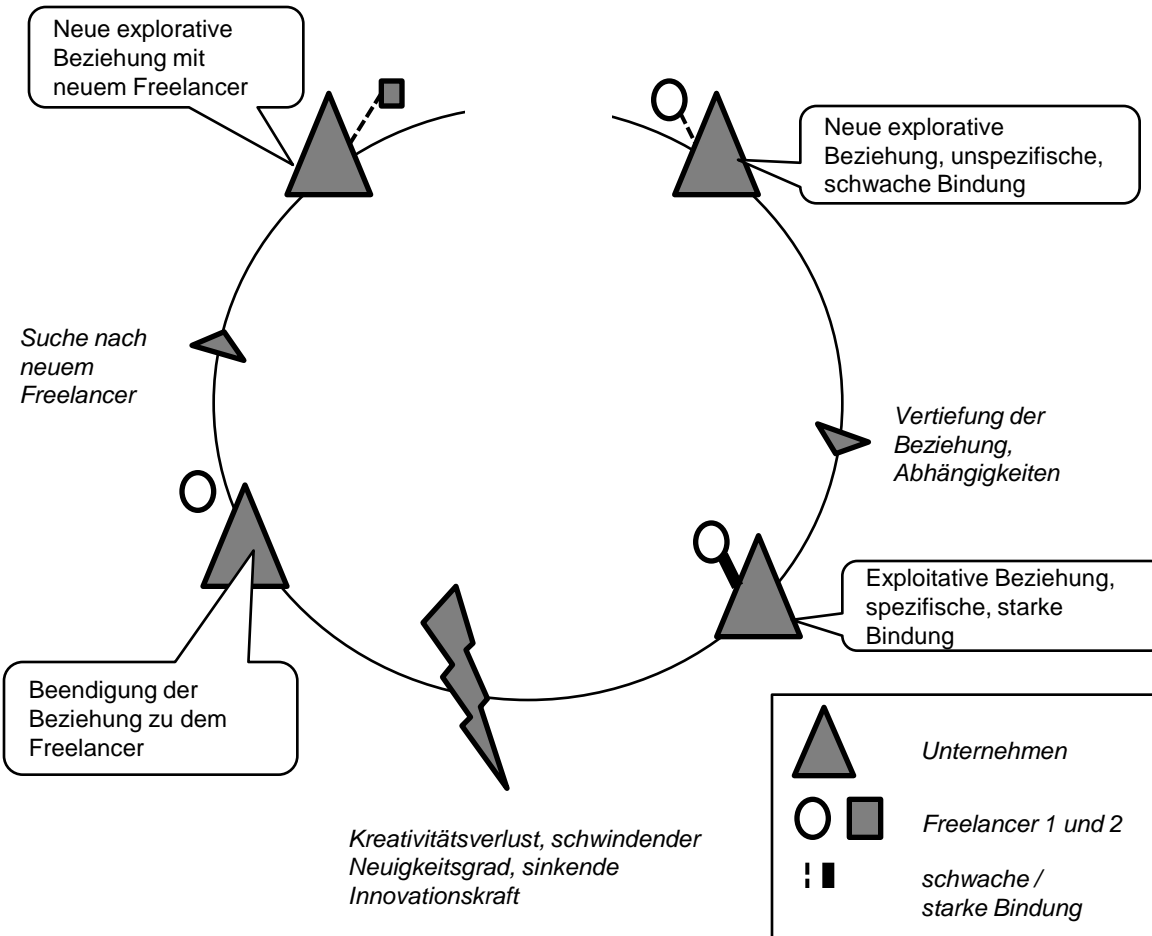 Neue explorative
Beziehung mit
neuem Freelancer
Neue explorative
Beziehung, unspezifische,
schwache Bindung
Suche nach
neuem
Freelancer
Vertiefung der
Beziehung,
Abhängigkeiten
Exploitative Beziehung,
spezifische, starke
Bindung
Beendigung der
Beziehung zu dem
Freelancer
Kreativitätsverlust, schwindender
Neuigkeitsgrad, sinkende
Innovationskraft
Unternehmen
Freelancer 1 und 2
schwache /
starke Bindung